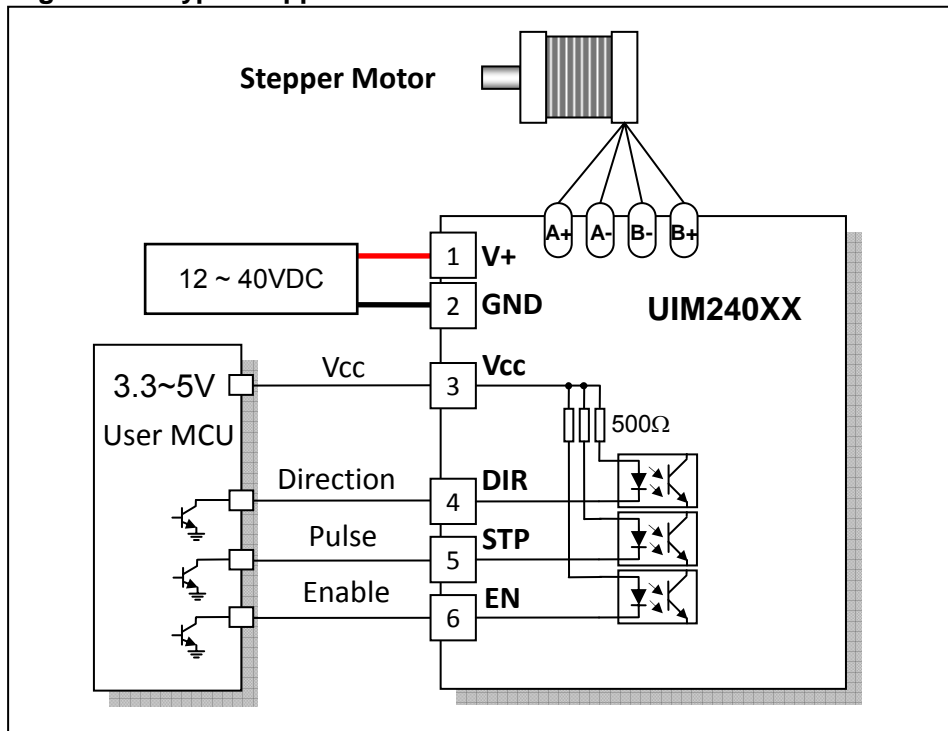 Stepper Motor
A+ A- B- B+
12 ~ 40VDC
1 V+
2 GND
UIM240XX
3.3~5V
User MCU
Vcc
3 Vcc
500Ω
Direction
4 DIR
Pulse
5 STP
Enable
6 EN